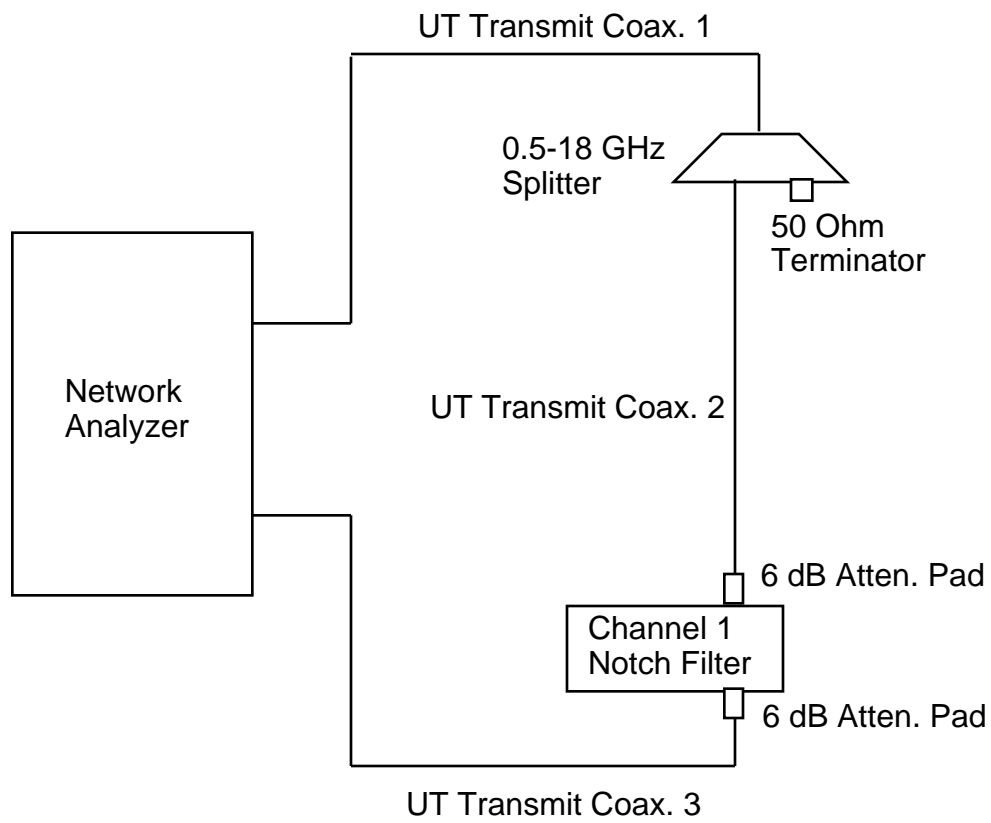 UT Transmit Coax. 1
0.5-18 GHz
Splitter
50 Ohm
Terminator
Network
Analyzer
UT Transmit Coax. 2
6 dB Atten. Pad
Channel 1
Notch Filter
6 dB Atten. Pad
UT Transmit Coax. 3